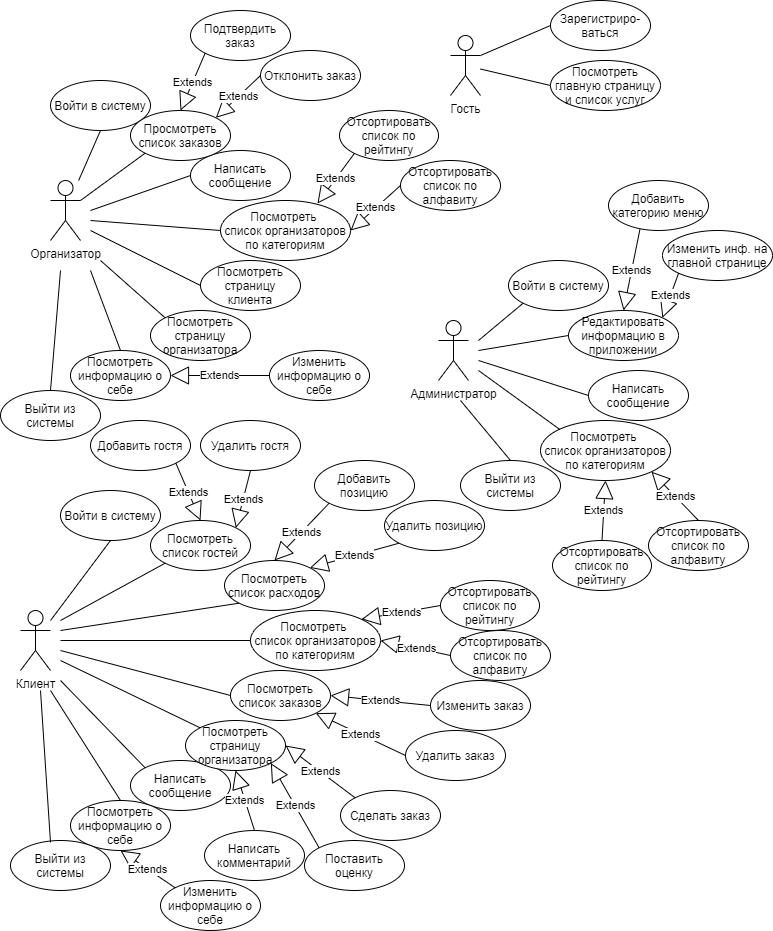 Подтвердить
заказ
Extends
Отклонить заказ
Extends
Войти в систему
Просмотреть
список заказов
Написать
сообщение
Отсортировать
список по
рейтингу
Extends
Отсортировать
список по
алфавиту
Extends
Посмотреть
список организаторов
по категориям
Организатор
Посмотреть
страницу
клиента
Посмотреть
страницу
организатора
Посмотреть
информацию о
себе
Extends
Изменить
информацию о
себе
Выйти из
системы
Зарегистриро-
ваться
Посмотреть
главную страницу
и список услуг
Гость
Добавить
категорию меню
Изменить инф. на
главной странице
Extends
Extends
Войти в систему
Редактировать
информацию в
приложении
Администратор
Написать
сообщение
Посмотреть
список организаторов
по категориям
Выйти из
системы
Extends
Extends
Отсортировать
список по
рейтингу
Отсортировать
список по
алфавиту
Добавить гостя
Удалить гостя
Extends
Extends
Войти в систему
Посмотреть
список гостей
Добавить
позицию
Удалить позицию
Extends
Extends
Посмотреть
список расходов
Отсортировать
список по
рейтингу
Extends
Посмотреть
список организаторов
по категориям
Extends
Отсортировать
список по
алфавиту
Клиент
Посмотреть
список заказов
Extends
Изменить заказ
Extends
Удалить заказ
Посмотреть
страницу
организатора
Написать
сообщение
Extends
Extends
Extends
Сделать заказ
Посмотреть
информацию о
себе
Написать
комментарий
Поставить
оценку
Выйти из
системы
Extends
Изменить
информацию о
себе